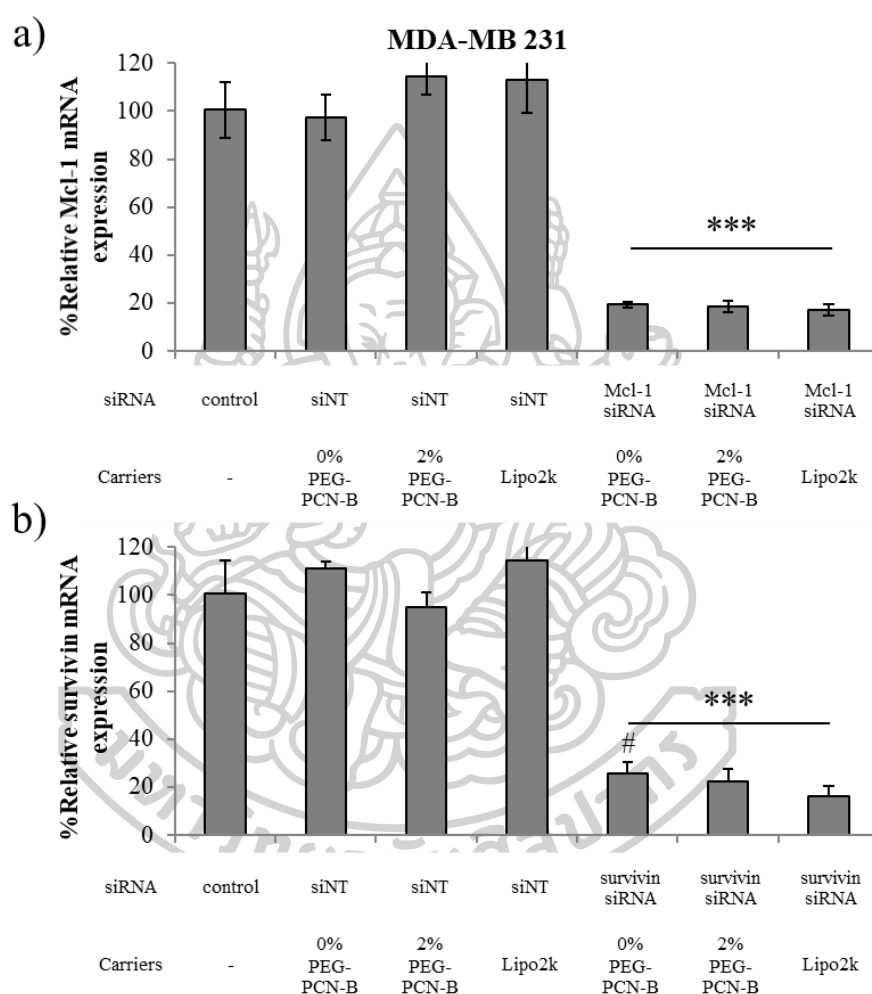 a)
MDA-MB 231
%Relative Mcl-1 mRNA
expression
120
100
80
60
40
20
0
***
siRNA control siNT siNT siNT Mcl-1 siRNA Mcl-1 siRNA Mcl-1 siRNA
Carriers - 0% PEG-PCN-B 2% PEG-PCN-B Lipo2k 0% PEG-PCN-B 2% PEG-PCN-B Lipo2k
b)
%Relative survivin mRNA
expression
120
100
80
60
40
20
0
***
#
siRNA control siNT siNT siNT survivin siRNA survivin siRNA survivin siRNA
Carriers - 0% PEG-PCN-B 2% PEG-PCN-B Lipo2k 0% PEG-PCN-B 2% PEG-PCN-B Lipo2k